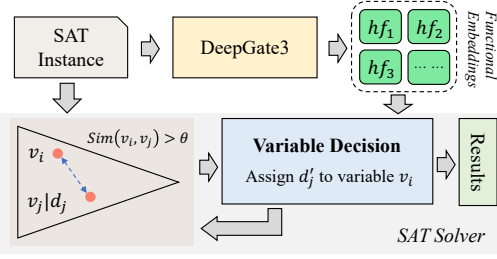 SAT
Instance
DeepGate3
hf₁
hf₂
hf₃
... ...
Functional
Embeddings
Sim(vᵢ, vⱼ) > θ
vᵢ
vⱼ|dⱼ
Variable Decision
Assign d′ⱼ to variable vᵢ
Results
SAT Solver